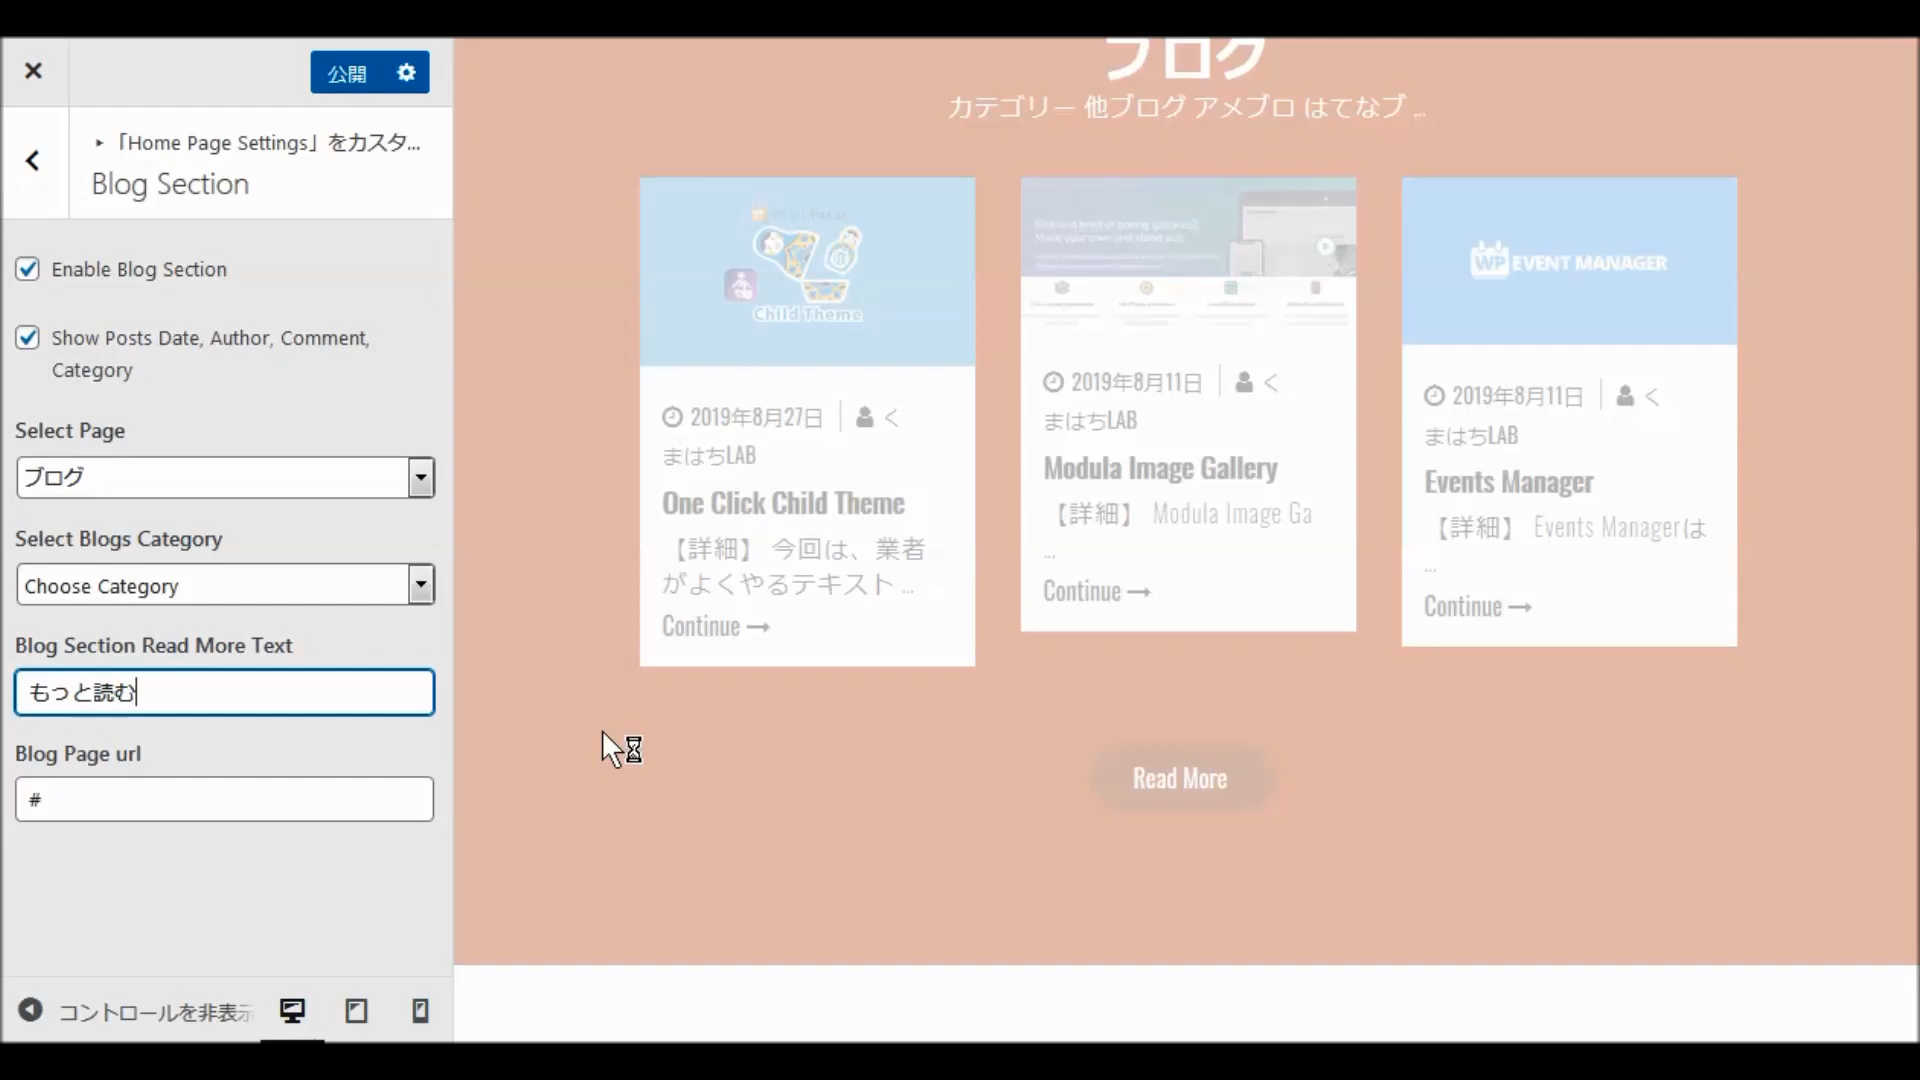 公開
「Home Page Settings」をカスタ...
Blog Section
Enable Blog Section
Show Posts Date, Author, Comment,
Category
Select Page
ブログ
Select Blogs Category
Choose Category
Blog Section Read More Text
もっと読む
Blog Page url
#
コントロールを非表示
ブログ
カテゴリー 他ブログ アメブロ はてなブ ...
Child Theme
2019年8月27日
く
まはちLAB
One Click Child Theme
【詳細】 今回は、業者
がよくやるテキスト ...
Continue
2019年8月11日
く
まはちLAB
Modula Image Gallery
【詳細】 Modula Image Ga
...
Continue
WP EVENT MANAGER
2019年8月11日
く
まはちLAB
Events Manager
【詳細】 Events Managerは
...
Continue
Read More